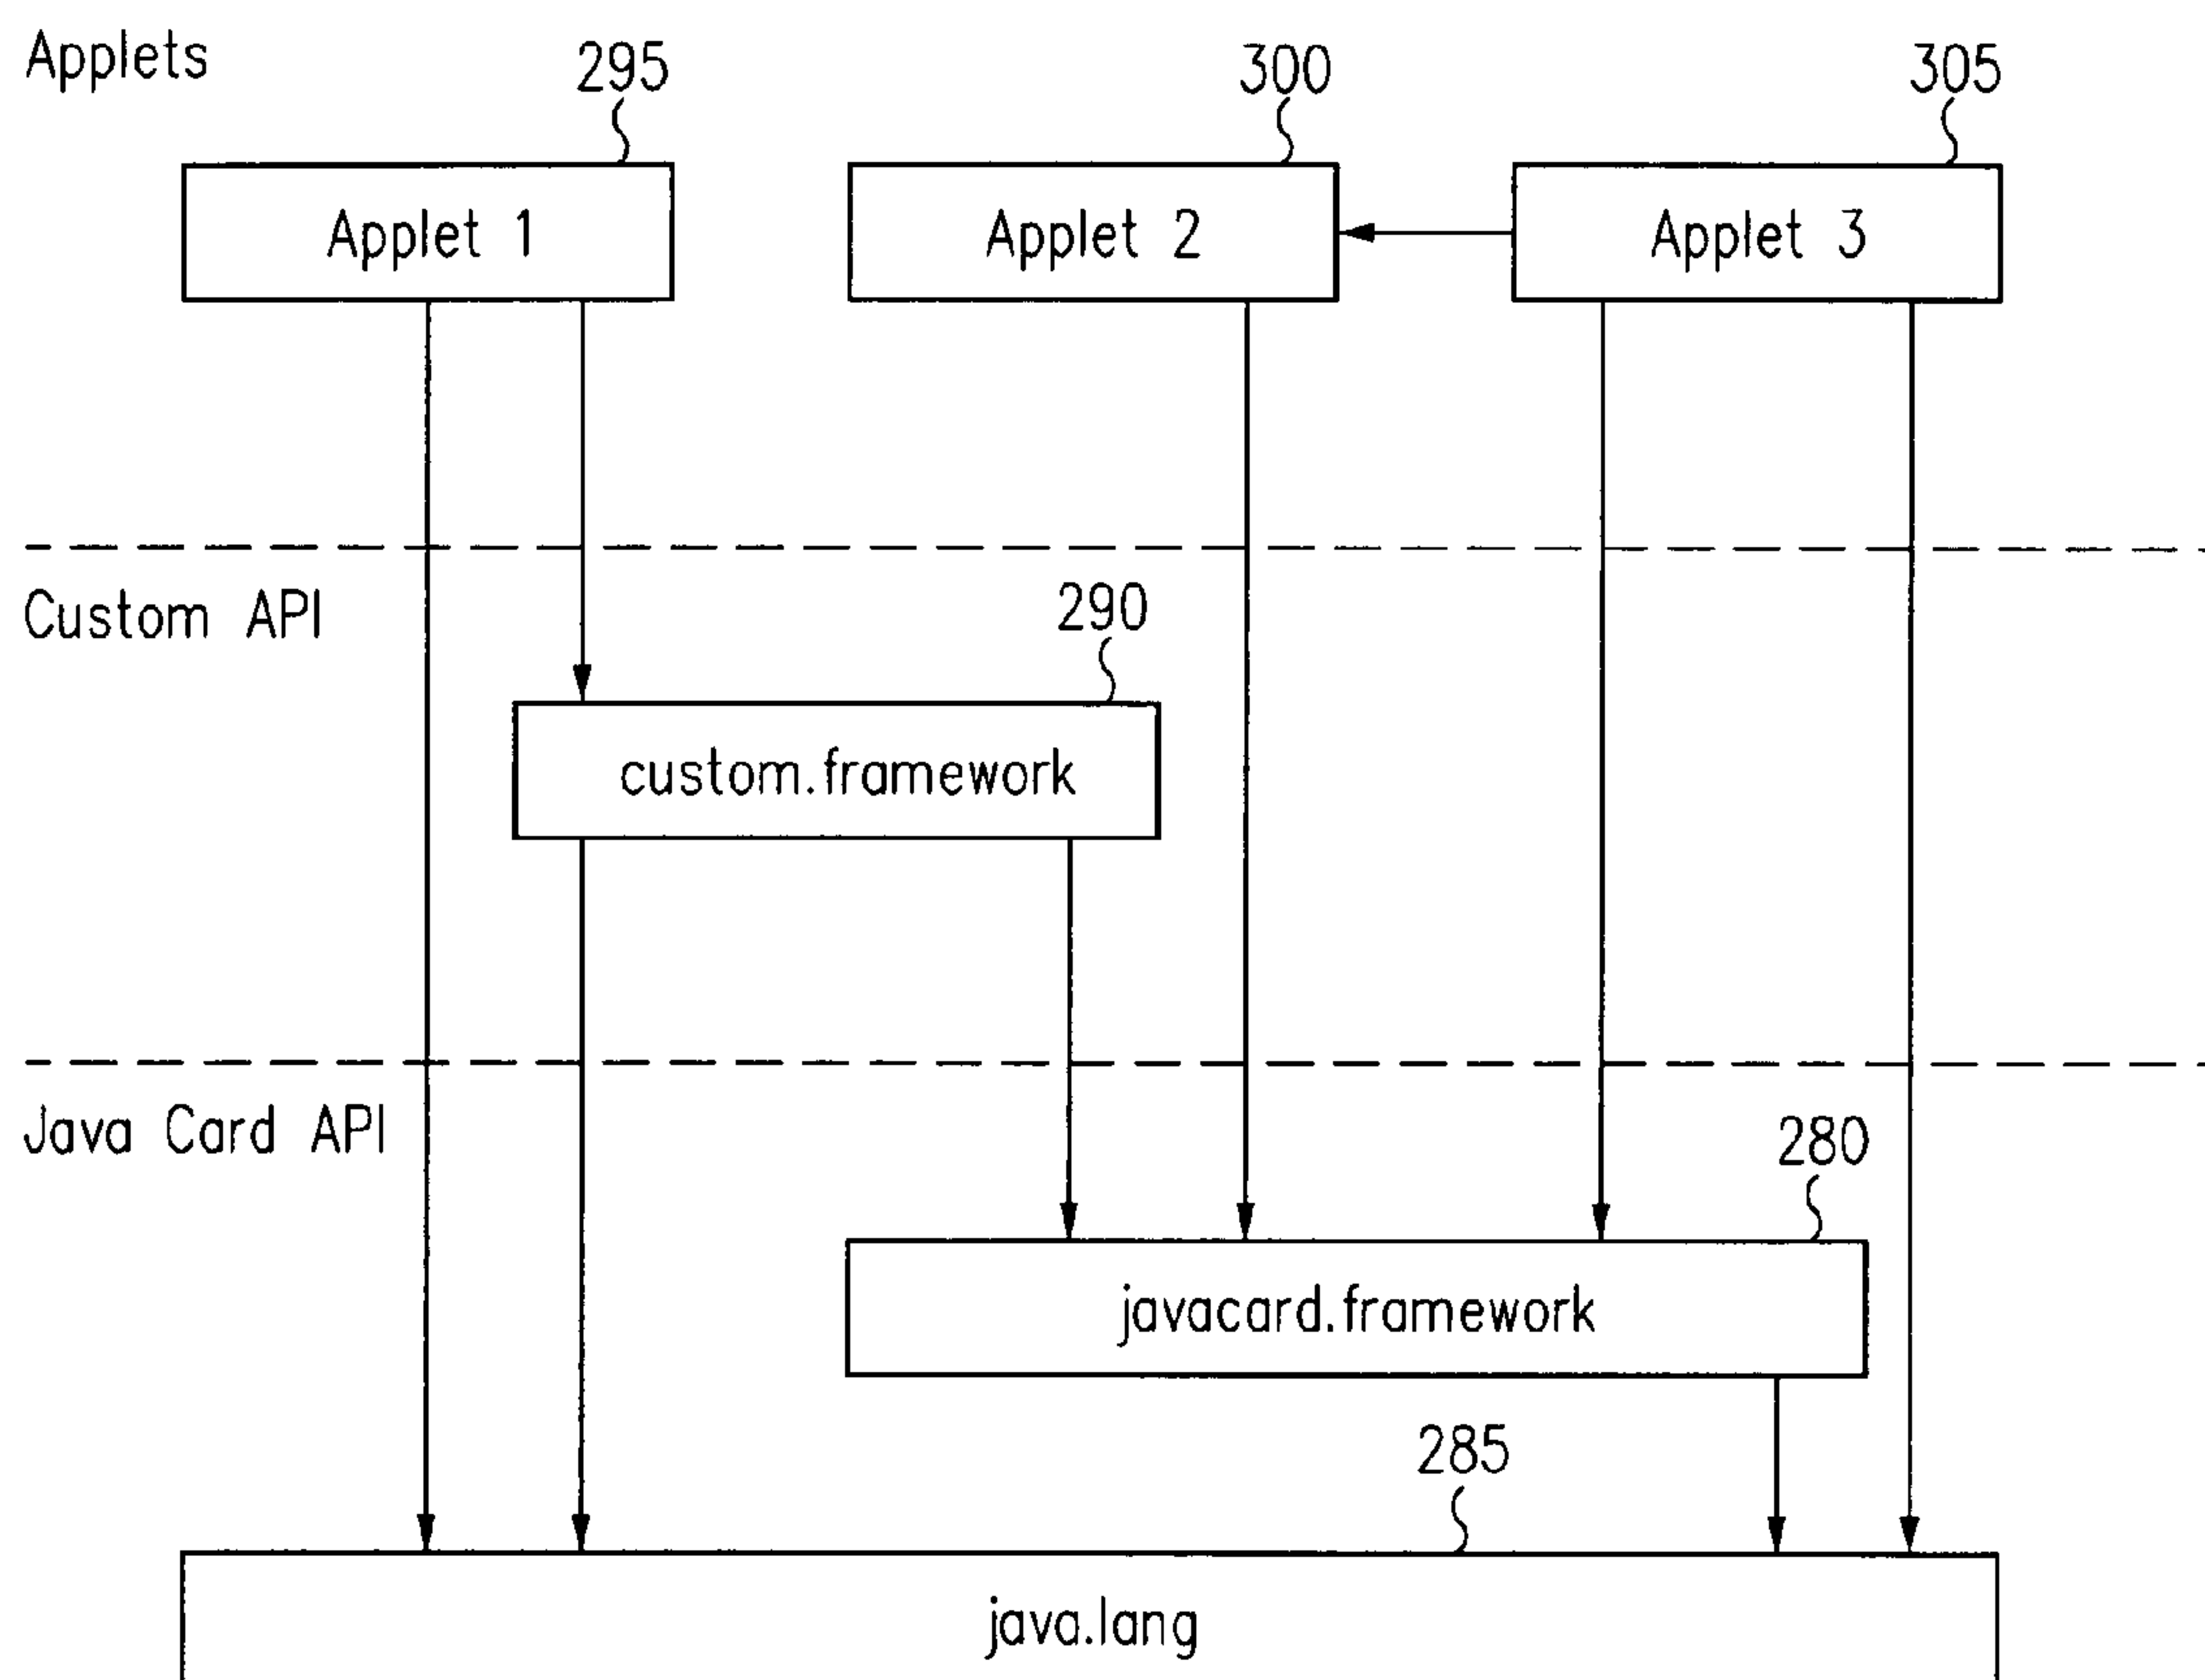 Applets
295
300
305
Applet 1
Applet 2
Applet 3
Custom API
290
custom.framework
Java Card API
280
javacard.framework
285
java.lang